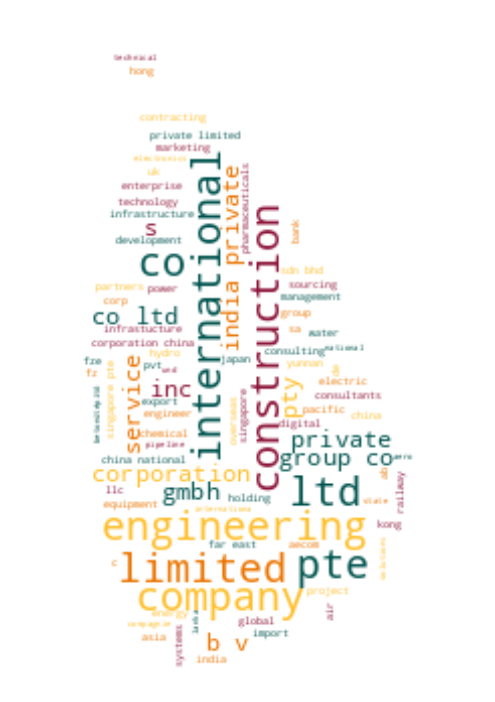 technical
hong
contracting
private limited
marketing
electronics
uk
enterprise
technology
infrastructure
s
development
international
india private
pharmaceuticals
construction
bank
co
sdn bhd
partners
power
sourcing
management
corp
co ltd
group
infrastucture
sa
water
corporation china
consulting
national
hydro
japan
fze
pvt
yunnan
fz
and
de
singapore pte
service
inc
pty
electric
consultants
export
engineer
overseas
singapore
pacific
china
digital
chemical
pipeline
private
china national
group co
corporation
ab
railway
llc
gmbh
holding
ltd
equipment
state
engineering
kong
far east
aecom
solutions
c
limited
pte
company
project
energy
air
lanka
global
asia
import
systems
b v
india